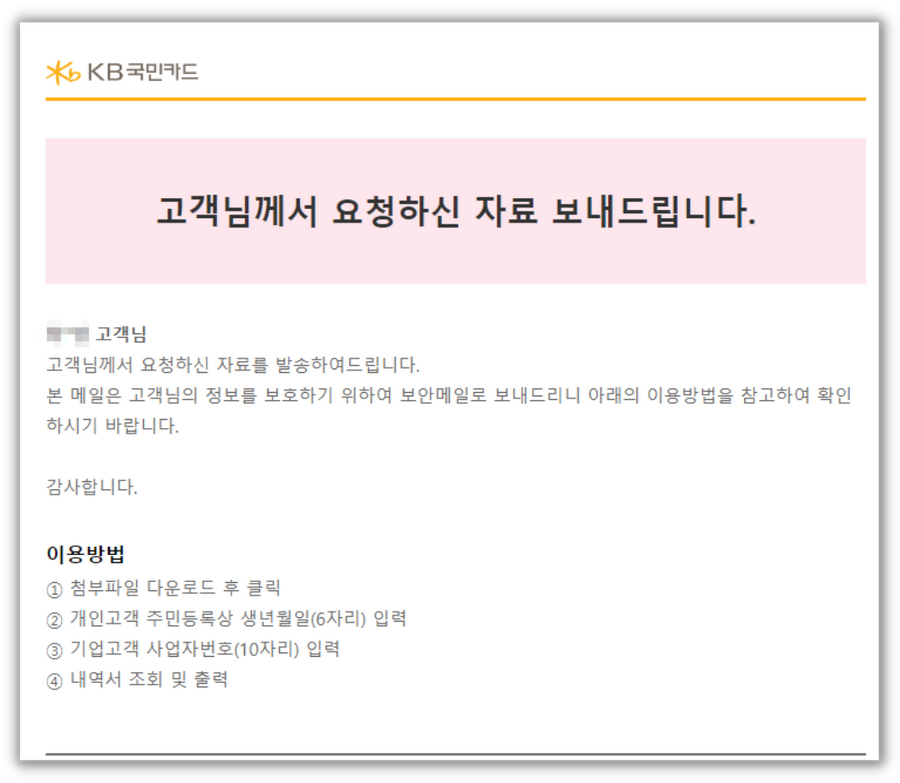 KB국민카드
고객님께서 요청하신 자료 보내드립니다.
고객님
고객님께서 요청하신 자료를 발송하여드립니다.
본 메일은 고객님의 정보를 보호하기 위하여 보안메일로 보내드리니 아래의 이용방법을 참고하여 확인
하시기 바랍니다.
감사합니다.
이용방법
① 첨부파일 다운로드 후 클릭
② 개인고객 주민등록상 생년월일(6자리) 입력
③ 기업고객 사업자번호(10자리) 입력
④ 내역서 조회 및 출력